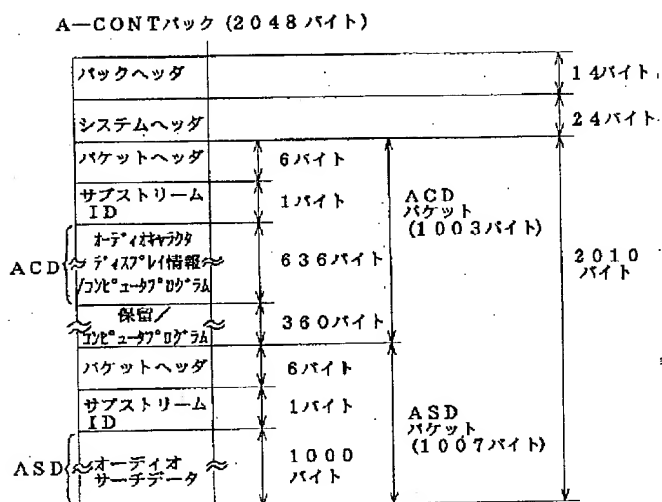 A－CONTパック (2048バイト)
パックヘッダ
14バイト
システムヘッダ
24バイト
パケットヘッダ
6バイト
サブストリーム
ID
1バイト
ACD
パケット
(1003バイト)
2010
バイト
ACD
オーディオキャラクタ
ディスプレイ情報
/コンピュータプログラム
636バイト
保留/
コンピュータプログラム
360バイト
パケットヘッダ
6バイト
サブストリーム
ID
1バイト
ASD
パケット
(1007バイト)
ASD
オーディオ
サーチデータ
1000
バイト